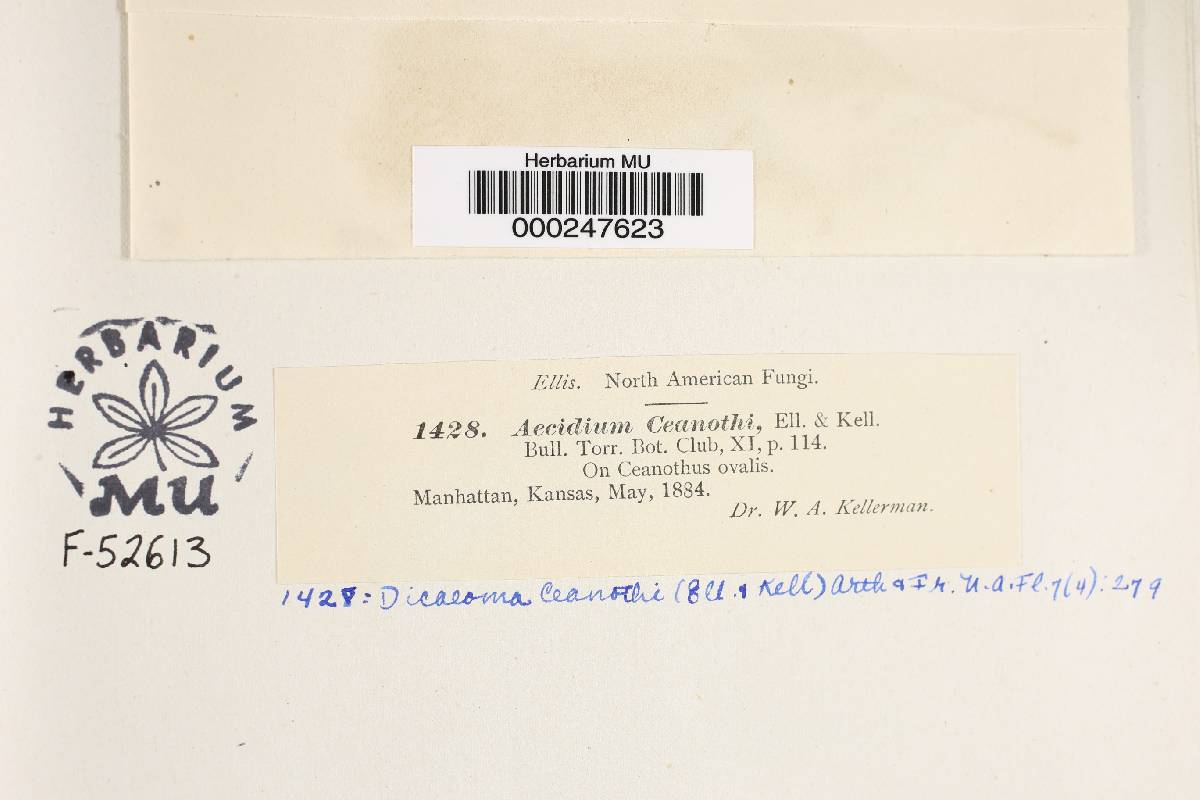 Herbarium MU
000247623
HERBARIUM
MU
F-52613
Ellis. North American Fungi.
1428. Aecidium Ceanothi, Ell. & Kell.
Bull. Torr. Bot. Club, XI, p. 114.
On Ceanothus ovalis.
Manhattan, Kansas, May, 1884.
Dr. W. A. Kellerman.
1428: Dicaeoma Ceanothi (Ell. & Kell) Arth & Fr. N.A.Fl. 7(4): 279